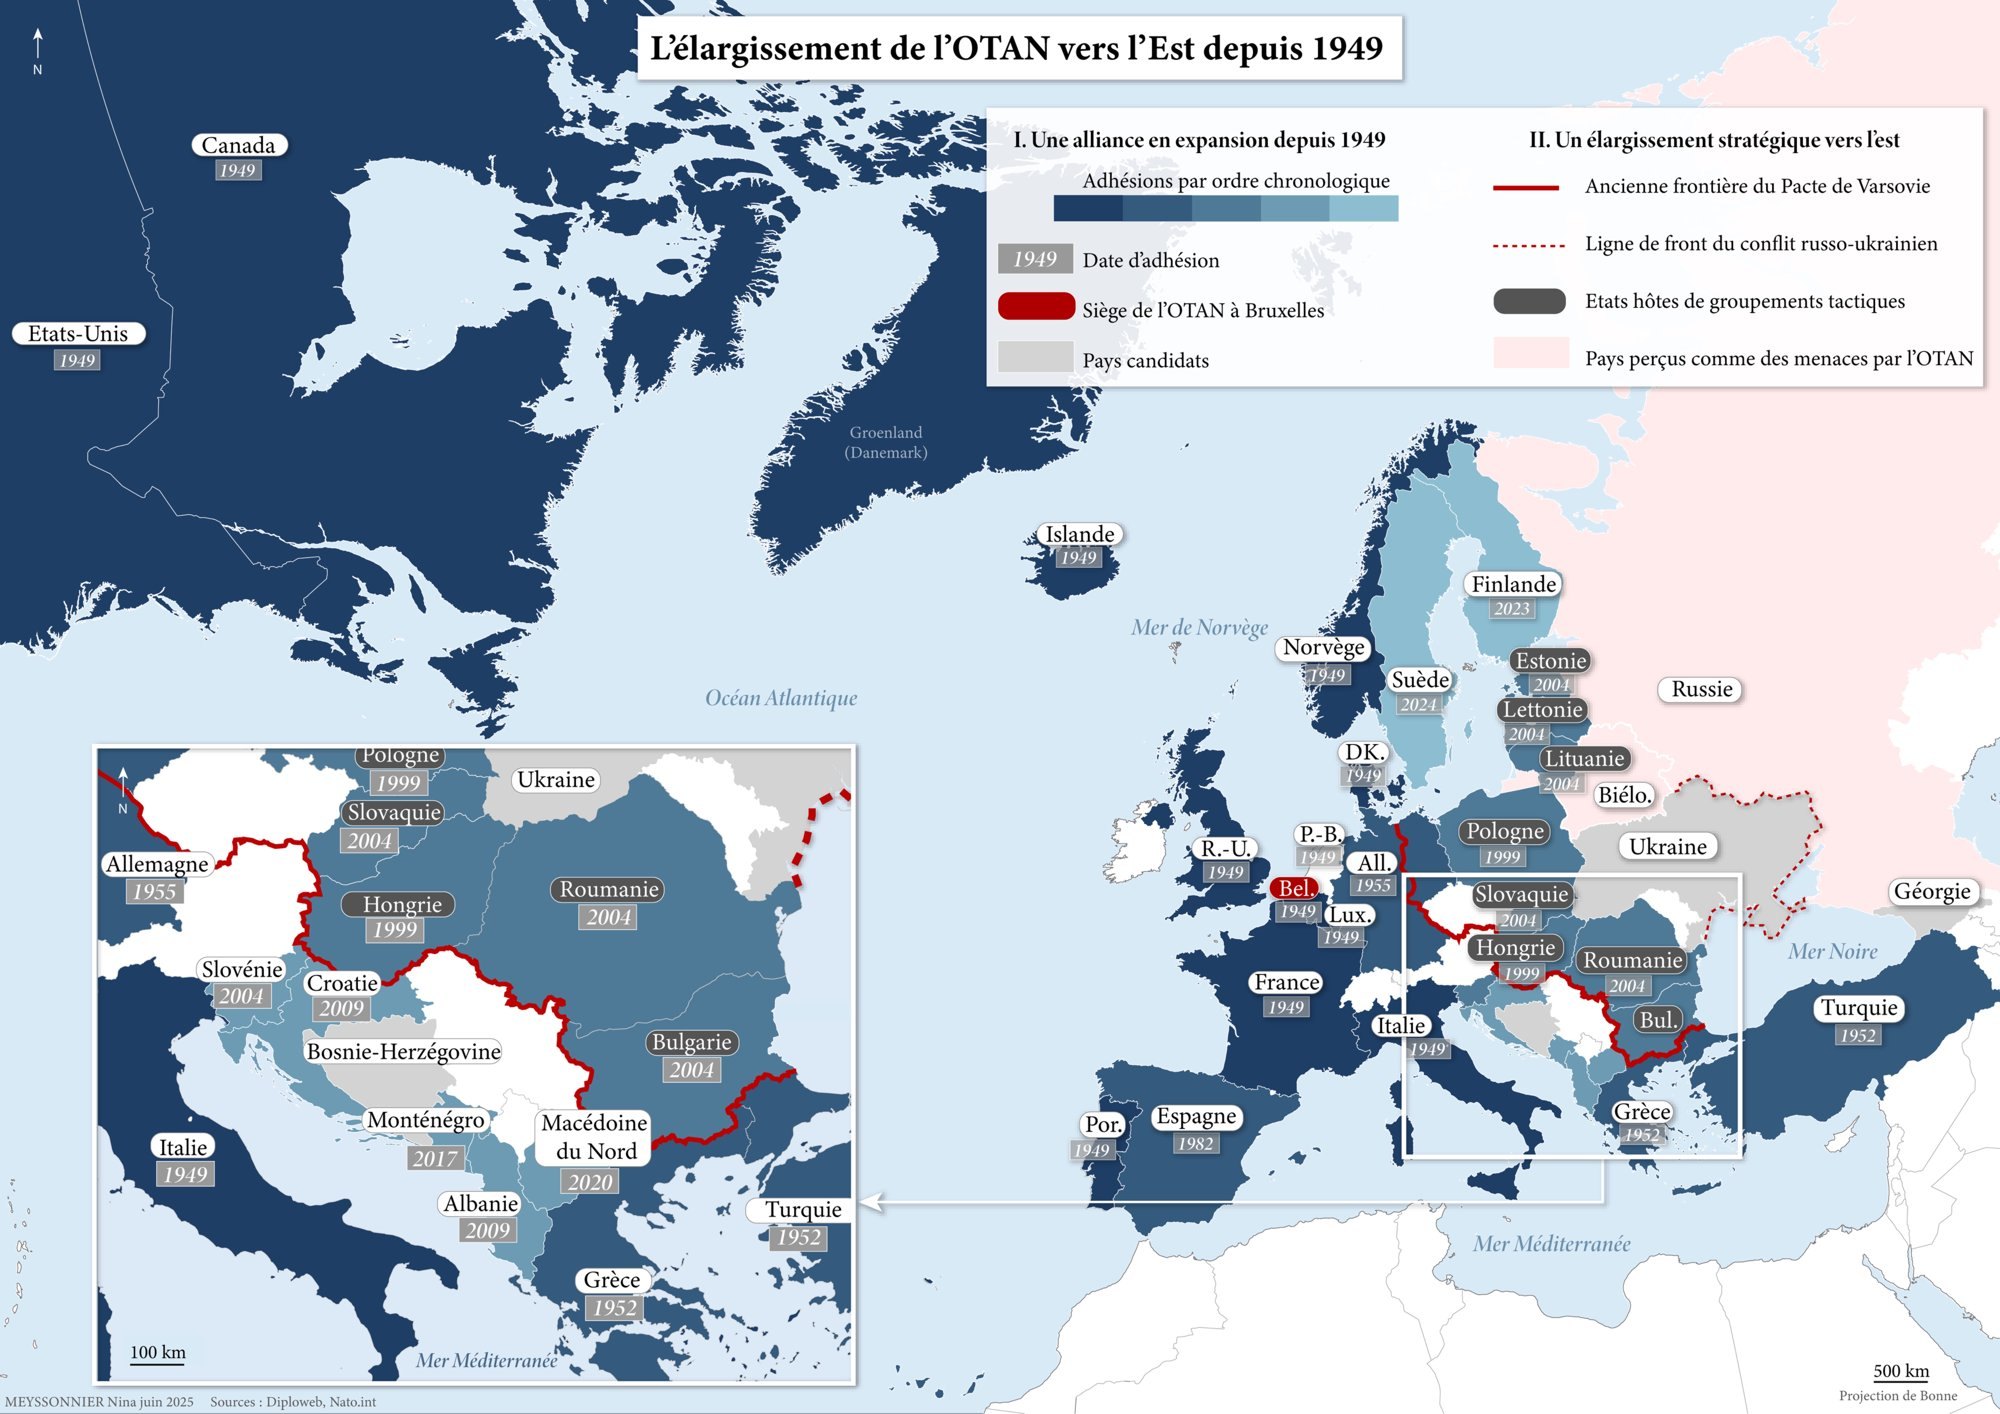 L'élargissement de l'OTAN vers l'Est depuis 1949
N
I. Une alliance en expansion depuis 1949
Adhésions par ordre chronologique
1949
Date d'adhésion
Siège de l'OTAN à Bruxelles
Pays candidats
II. Un élargissement stratégique vers l'est
Ancienne frontière du Pacte de Varsovie
Ligne de front du conflit russo-ukrainien
Etats hôtes de groupements tactiques
Pays perçus comme des menaces par l'OTAN
Canada
1949
Etats-Unis
1949
Groenland
(Danemark)
Islande
1949
Mer de Norvège
Océan Atlantique
Norvège
1949
Suède
2024
Finlande
2023
Estonie
2004
Lettonie
2004
Lituanie
2004
Russie
Biélo.
DK.
1949
R.-U.
1949
P.-B.
1949
Bel.
1949
Lux.
1949
All.
1955
Pologne
1999
Ukraine
Géorgie
Slovaquie
2004
Hongrie
1999
Roumanie
2004
Bul.
Mer Noire
France
1949
Italie
1949
Turquie
1952
Grèce
1952
Por.
1949
Espagne
1982
Mer Méditerranée
500 km
Projection de Bonne
N
Pologne
1999
Ukraine
Slovaquie
2004
Allemagne
1955
Hongrie
1999
Roumanie
2004
Slovénie
2004
Croatie
2009
Bosnie-Herzégovine
Bulgarie
2004
Monténégro
2017
Macédoine
du Nord
2020
Italie
1949
Albanie
2009
Turquie
1952
Grèce
1952
100 km
Mer Méditerranée
MEYSSONNIER Nina juin 2025 Sources : Diploweb, Nato.int